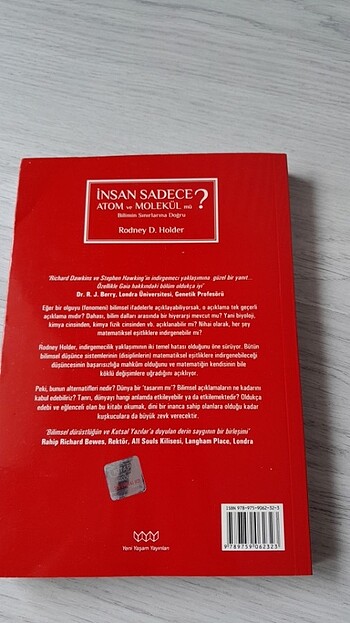 İNSAN SADECE
ATOM ve MOLEKÜL mü ?
Bilimin Sınırlarına Doğru
Rodney D. Holder
'Richard Dawkins ve Stephen Hawking'in indirgemeci yaklaşımına güzel bir yanıt...
Özellikle Gaia hakkındaki bölüm oldukça iyi'
Dr. R. J. Berry, Londra Üniversitesi, Genetik Profesörü
Eğer bir olguyu (fenomeni) bilimsel ifadelerle açıklayabiliyorsak, o açıklama tek geçerli
açıklama mıdır? Dahası, bilim dalları arasında bir hiyerarşi mevcut mu? Yani biyoloji,
kimya cinsinden, kimya fizik cinsinden vb. açıklanabilir mi? Nihai olarak, her şey
matematiksel eşitliklere indirgenebilir mi?
Rodney Holder, indirgemecilik yaklaşımının iki temel hatası olduğunu öne sürüyor. Bütün
bilimsel düşünce sistemlerinin (disiplinlerin) matematiksel eşitliklere indirgenebileceği
düşüncesinin başarısızlığa mahkûm olduğunu ve matematiğin kendisinin bile
köklü değişimlere uğradığını açıklıyor.
Peki, bunun alternatifleri nedir? Dünya bir 'tasarım mı'? Bilimsel açıklamaların ne kadarını
kabul edebiliriz? Tanrı, dünyayı hangi anlamda etkileyebilir ya da etkilemektedir? Oldukça
edebi ve eğlenceli olan bu kitabı okumak, dini bir inanca sahip olanlara olduğu kadar
kuşkuculara da büyük zevk verecektir.
'Bilimsel dürüstlüğün ve Kutsal Yazılar'a duyulan derin saygının bir birleşimi'
Rahip Richard Bewes, Rektör, All Souls Kilisesi, Langham Place, Londra
ISBN 978-975-9062-32-3
9 789759 062323
Yeni Yaşam Yayınları